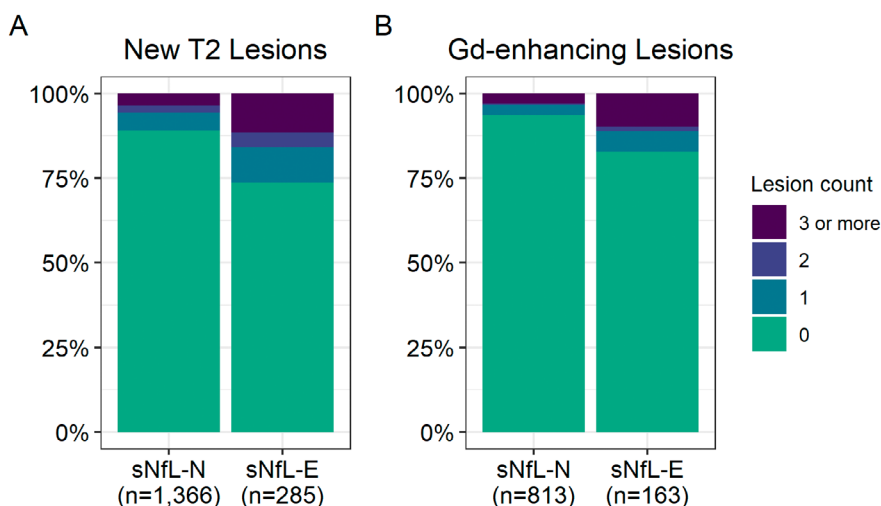 A
New T2 Lesions
100%
75%
50%
25%
0%
sNfL-N
(n=1,366)
sNfL-E
(n=285)
B
Gd-enhancing Lesions
100%
75%
50%
25%
0%
sNfL-N
(n=813)
sNfL-E
(n=163)
Lesion count
3 or more
2
1
0